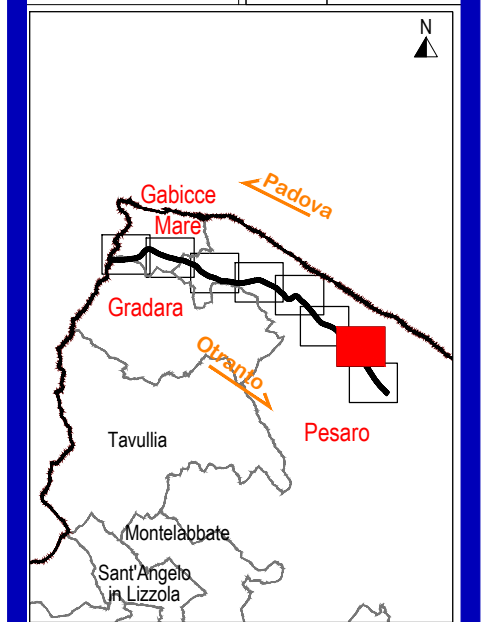 N
Padova
Gabicce
Mare
Gradara
Otranto
Pesaro
Tavullia
Montelabbate
Sant'Angelo
in Lizzola